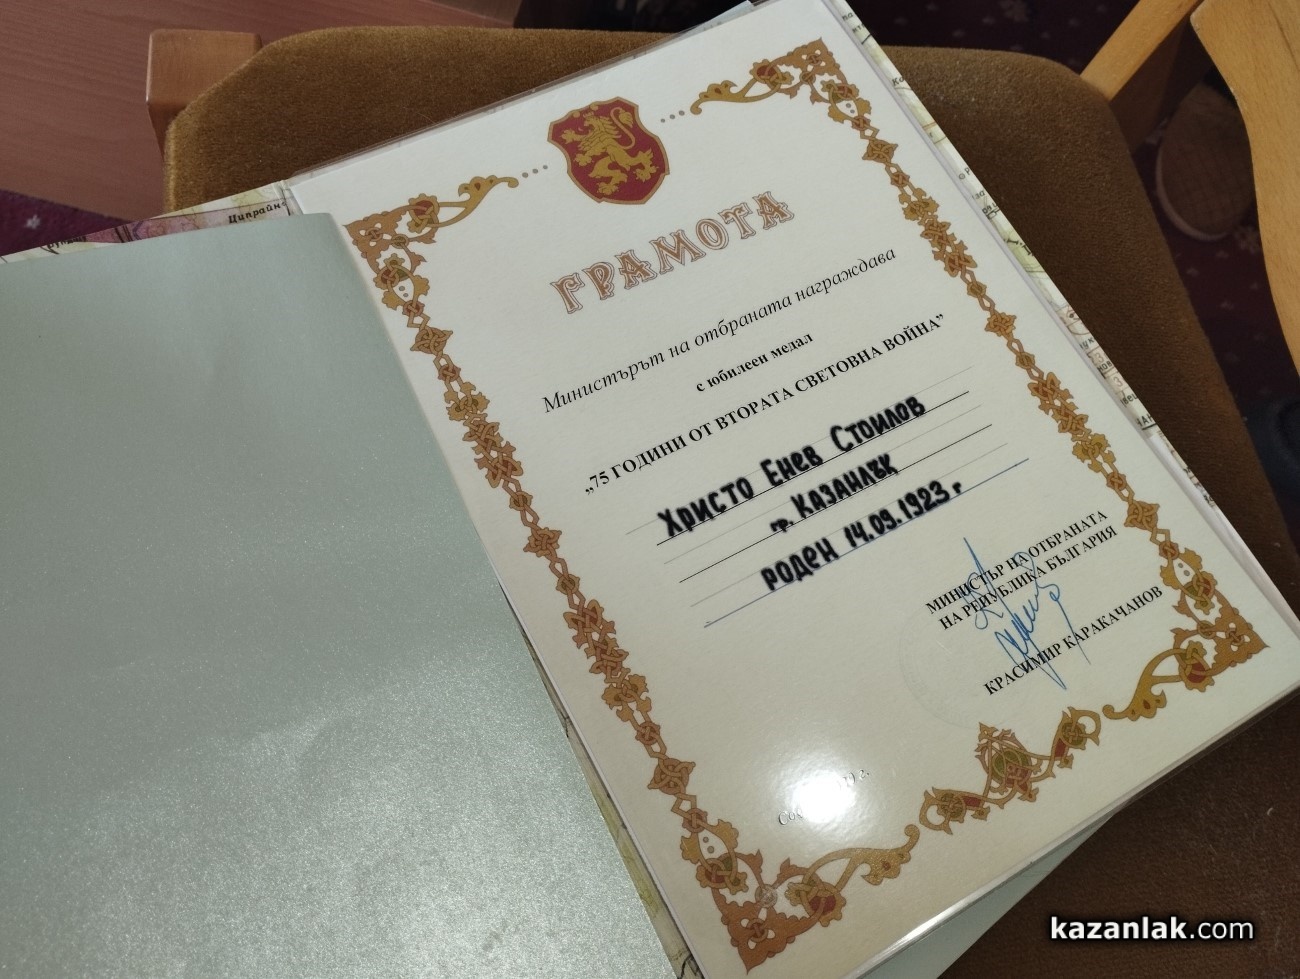 Ципрайн
ГРАМОТА
Министърът на отбраната награждава
с юбилеен медал
„75 ГОДИНИ ОТ ВТОРАТА СВЕТОВНА ВОЙНА”
ХРИСТО ЕНЕВ СТОИЛОВ
гр. КАЗАНЛЪК
РОДЕН 14.09.1923 г.
МИНИСТЪР НА ОТБРАНАТА
НА РЕПУБЛИКА БЪЛГАРИЯ
КРАСИМИР КАРАКАЧАНОВ
kazanlak.com